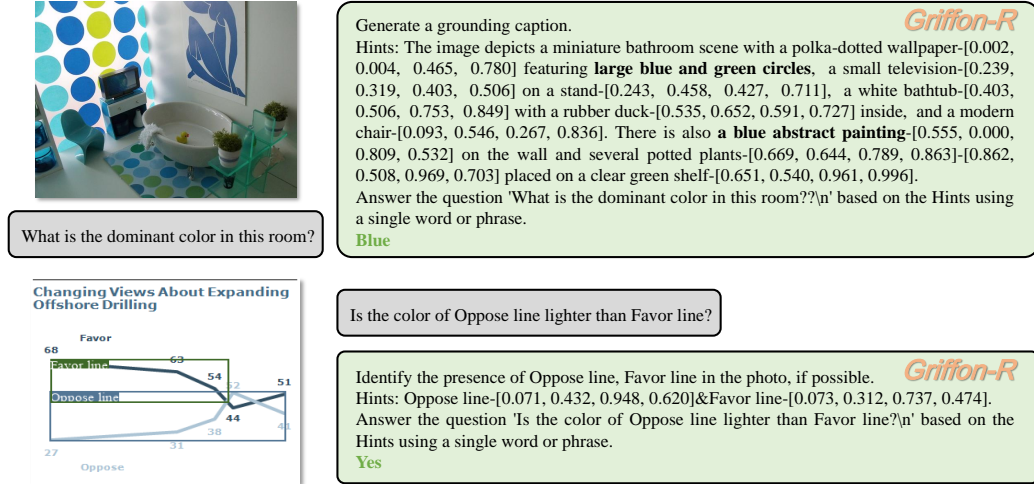 Griffon-R
Generate a grounding caption.
Hints: The image depicts a miniature bathroom scene with a polka-dotted wallpaper-[0.002,
0.004, 0.465, 0.780] featuring large blue and green circles, a small television-[0.239,
0.319, 0.403, 0.506] on a stand-[0.243, 0.458, 0.427, 0.711], a white bathtub-[0.403,
0.506, 0.753, 0.849] with a rubber duck-[0.535, 0.652, 0.591, 0.727] inside, and a modern
chair-[0.093, 0.546, 0.267, 0.836]. There is also a blue abstract painting-[0.555, 0.000,
0.809, 0.532] on the wall and several potted plants-[0.669, 0.644, 0.789, 0.863]-[0.862,
0.508, 0.969, 0.703] placed on a clear green shelf-[0.651, 0.540, 0.961, 0.996].
Answer the question 'What is the dominant color in this room??\n' based on the Hints using
a single word or phrase.
Blue
What is the dominant color in this room?
Changing Views About Expanding
Offshore Drilling
Favor
68
Favor line
63
54
52
51
Oppose line
44
38
44
31
27
Oppose
Is the color of Oppose line lighter than Favor line?
Griffon-R
Identify the presence of Oppose line, Favor line in the photo, if possible.
Hints: Oppose line-[0.071, 0.432, 0.948, 0.620]&Favor line-[0.073, 0.312, 0.737, 0.474].
Answer the question 'Is the color of Oppose line lighter than Favor line?\n' based on the
Hints using a single word or phrase.
Yes